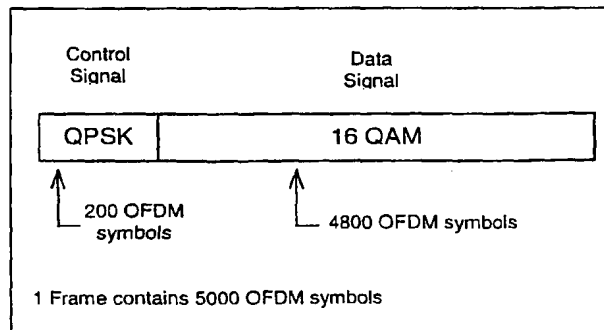 Control
Signal
Data
Signal
QPSK
16 QAM
200 OFDM
symbols
4800 OFDM symbols
1 Frame contains 5000 OFDM symbols